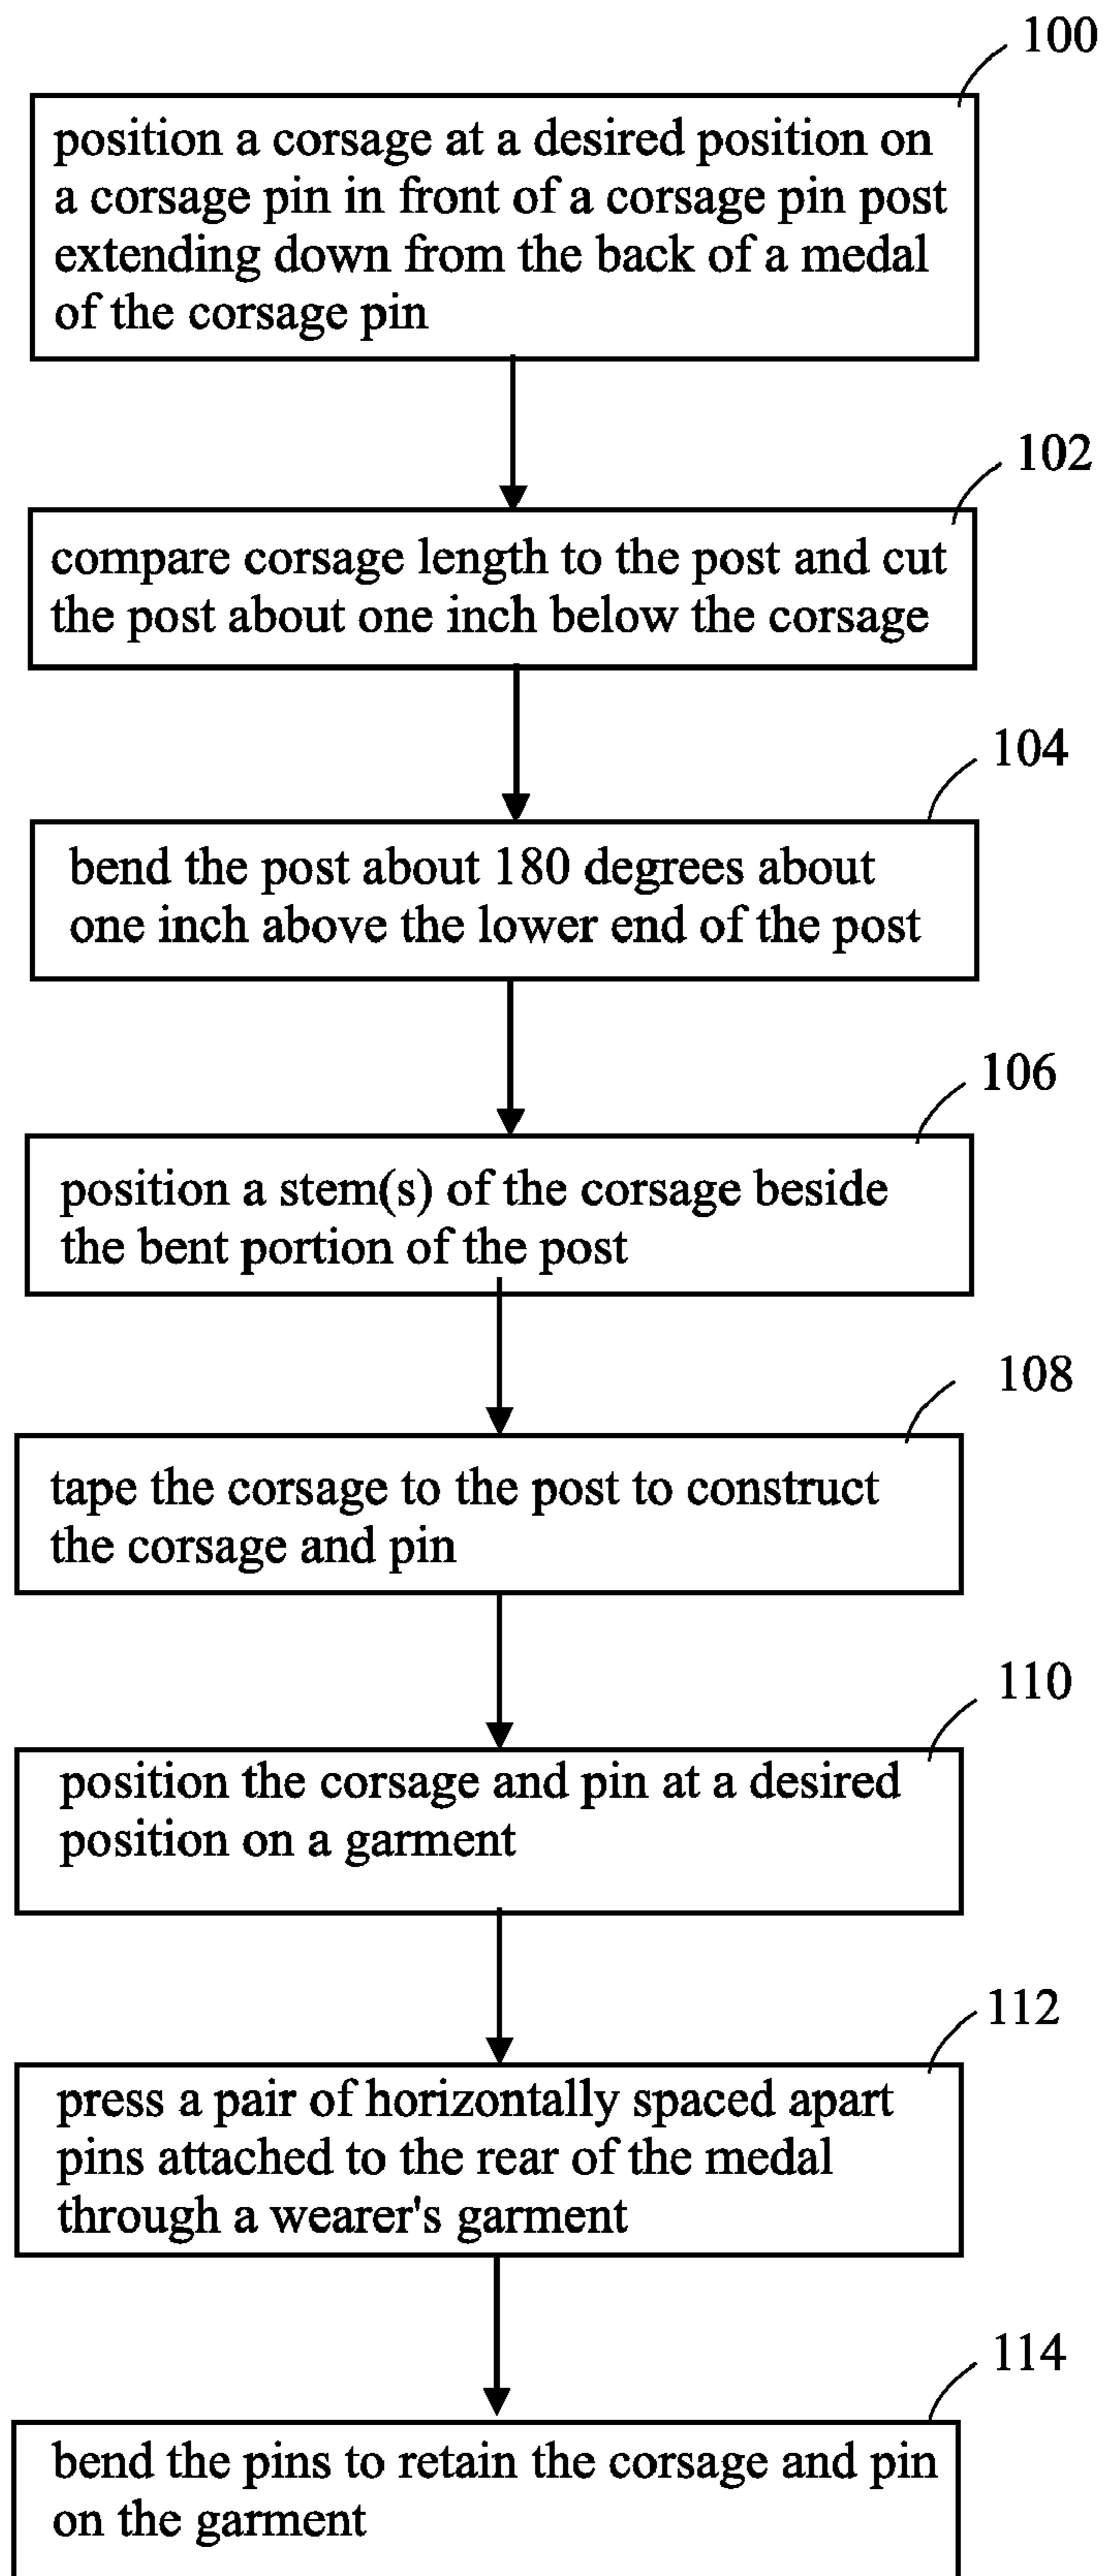 100
position a corsage at a desired position on
a corsage pin in front of a corsage pin post
extending down from the back of a medal
of the corsage pin
102
compare corsage length to the post and cut
the post about one inch below the corsage
104
bend the post about 180 degrees about
one inch above the lower end of the post
106
position a stem(s) of the corsage beside
the bent portion of the post
108
tape the corsage to the post to construct
the corsage and pin
110
position the corsage and pin at a desired
position on a garment
112
press a pair of horizontally spaced apart
pins attached to the rear of the medal
through a wearer's garment
114
bend the pins to retain the corsage and pin
on the garment